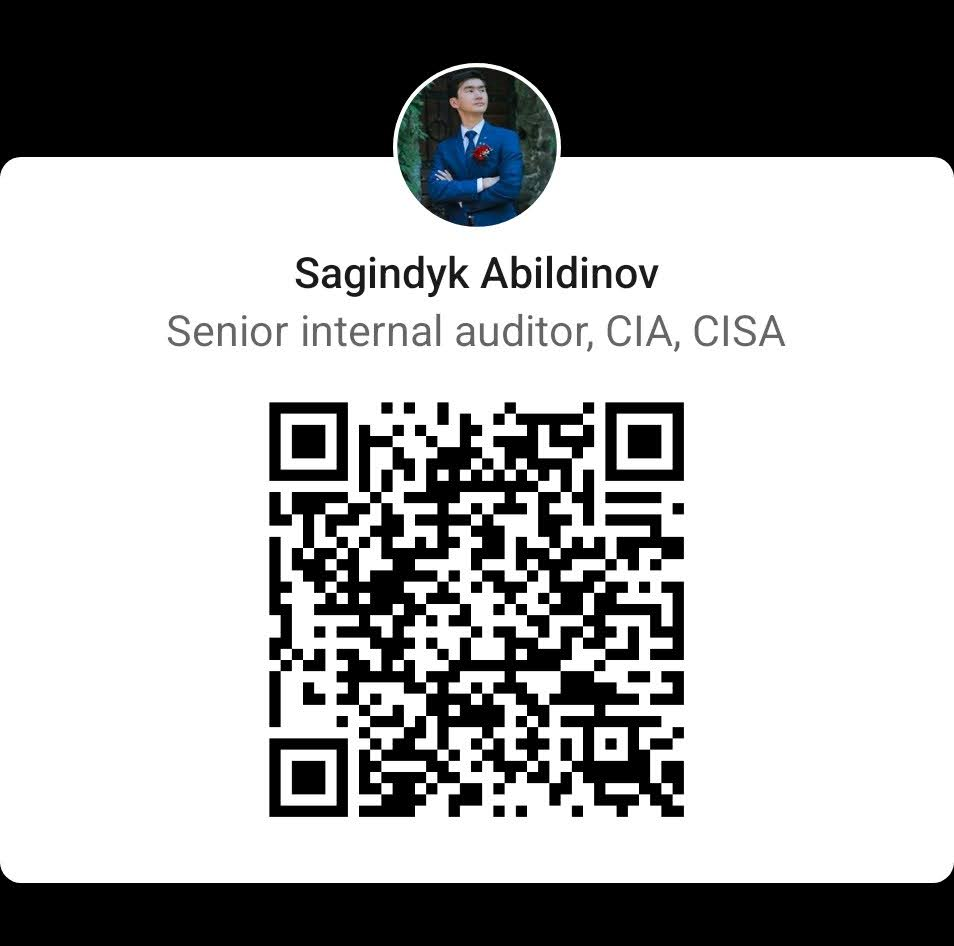 Sagindyk Abildinov
Senior internal auditor, CIA, CISA